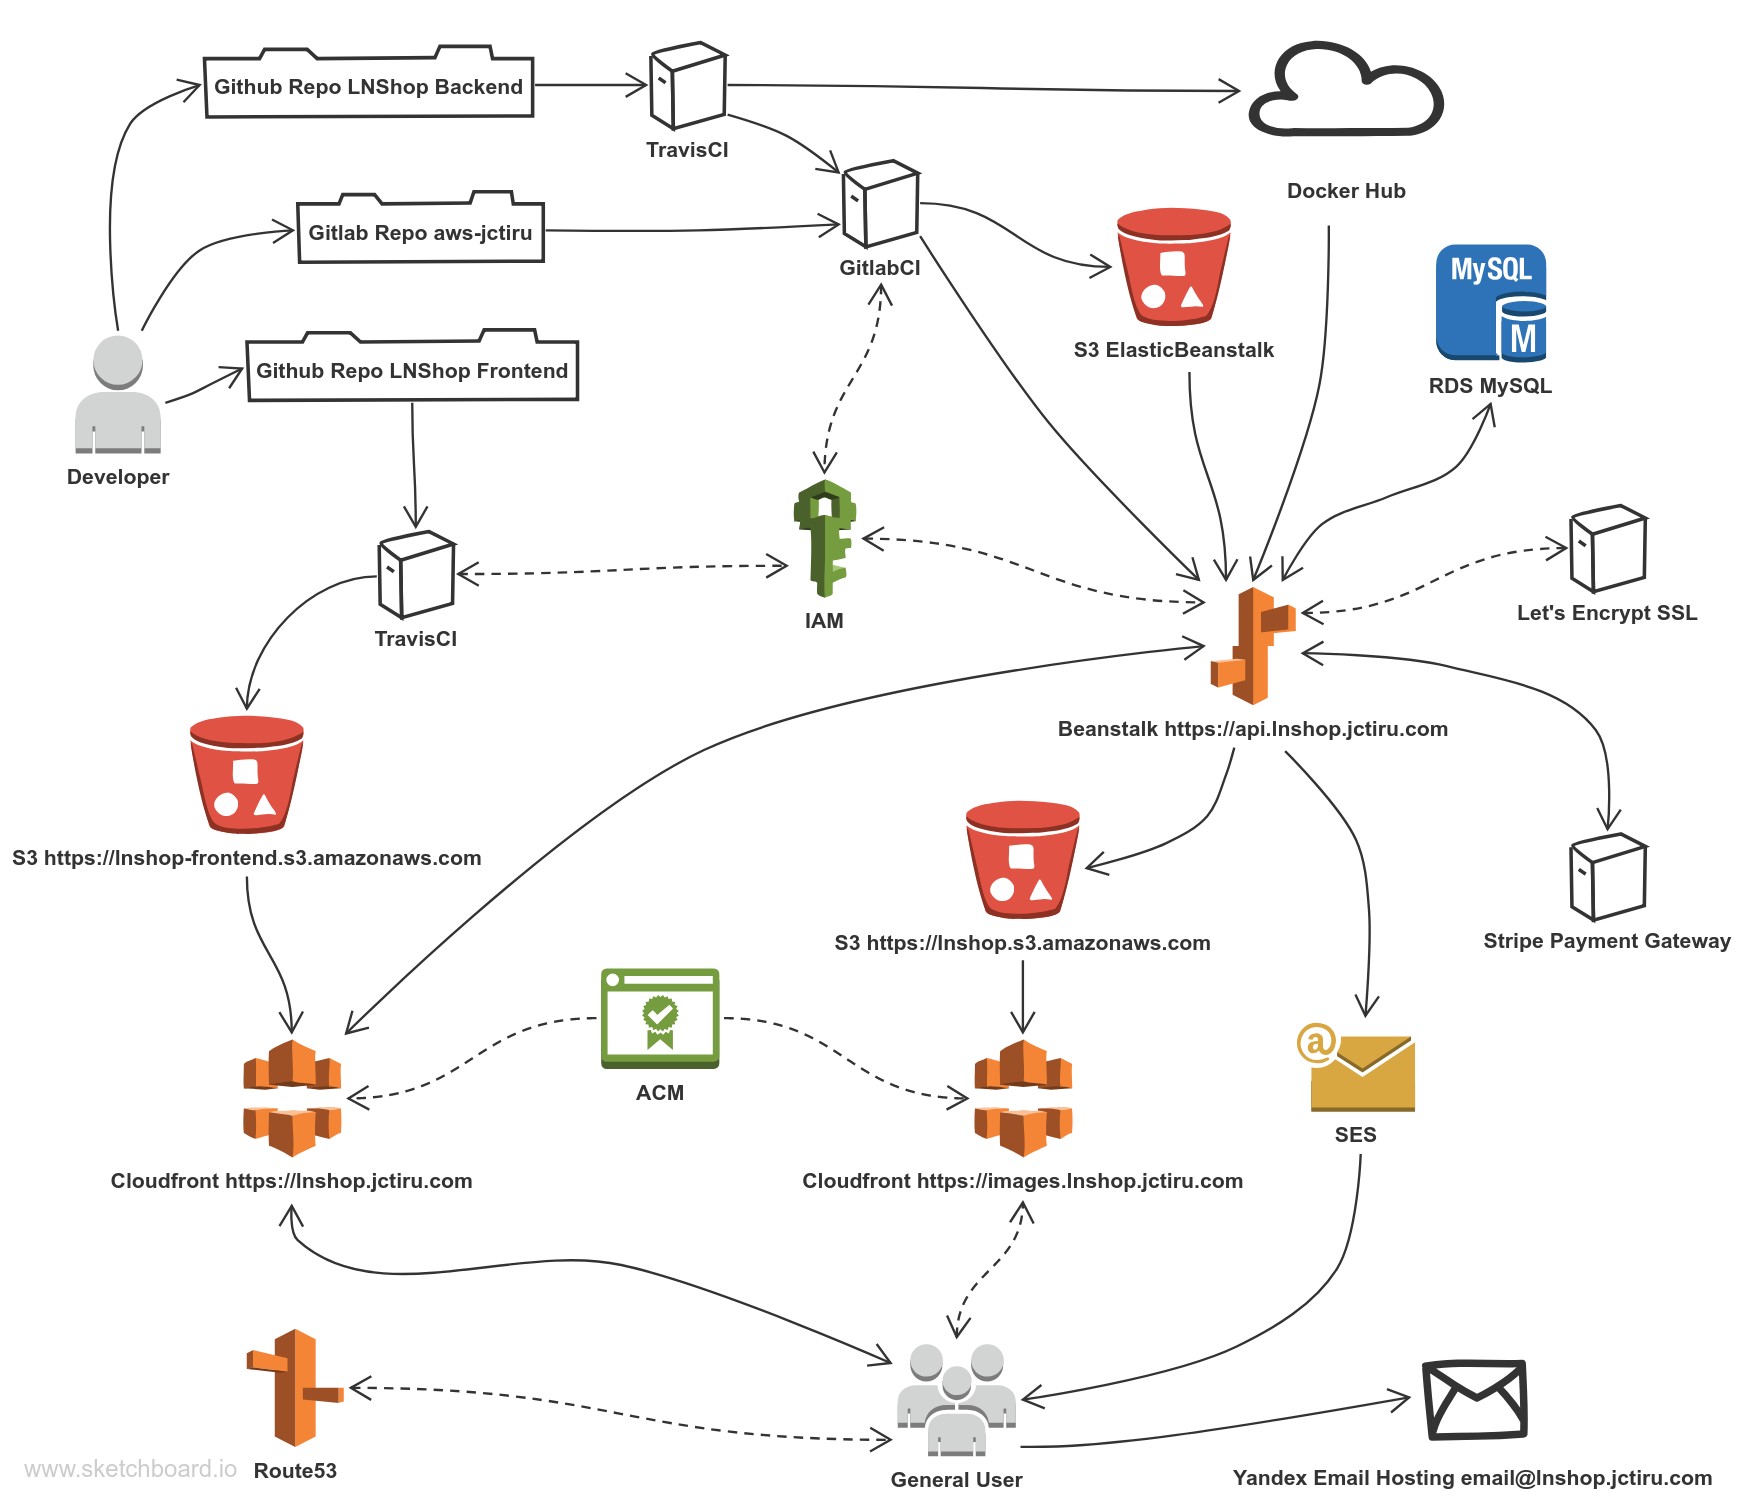 Github Repo LNShop Backend
TravisCI
Docker Hub
Gitlab Repo aws-jctiru
GitlabCI
MySQL
M
S3 ElasticBeanstalk
Github Repo LNShop Frontend
RDS MySQL
Developer
IAM
Let's Encrypt SSL
TravisCI
Beanstalk https://api.lnshop.jctiru.com
S3 https://lnshop-frontend.s3.amazonaws.com
S3 https://lnshop.s3.amazonaws.com
Stripe Payment Gateway
@
ACM
SES
Cloudfront https://lnshop.jctiru.com
Cloudfront https://images.lnshop.jctiru.com
www.sketchboard.io
Route53
General User
Yandex Email Hosting email@lnshop.jctiru.com